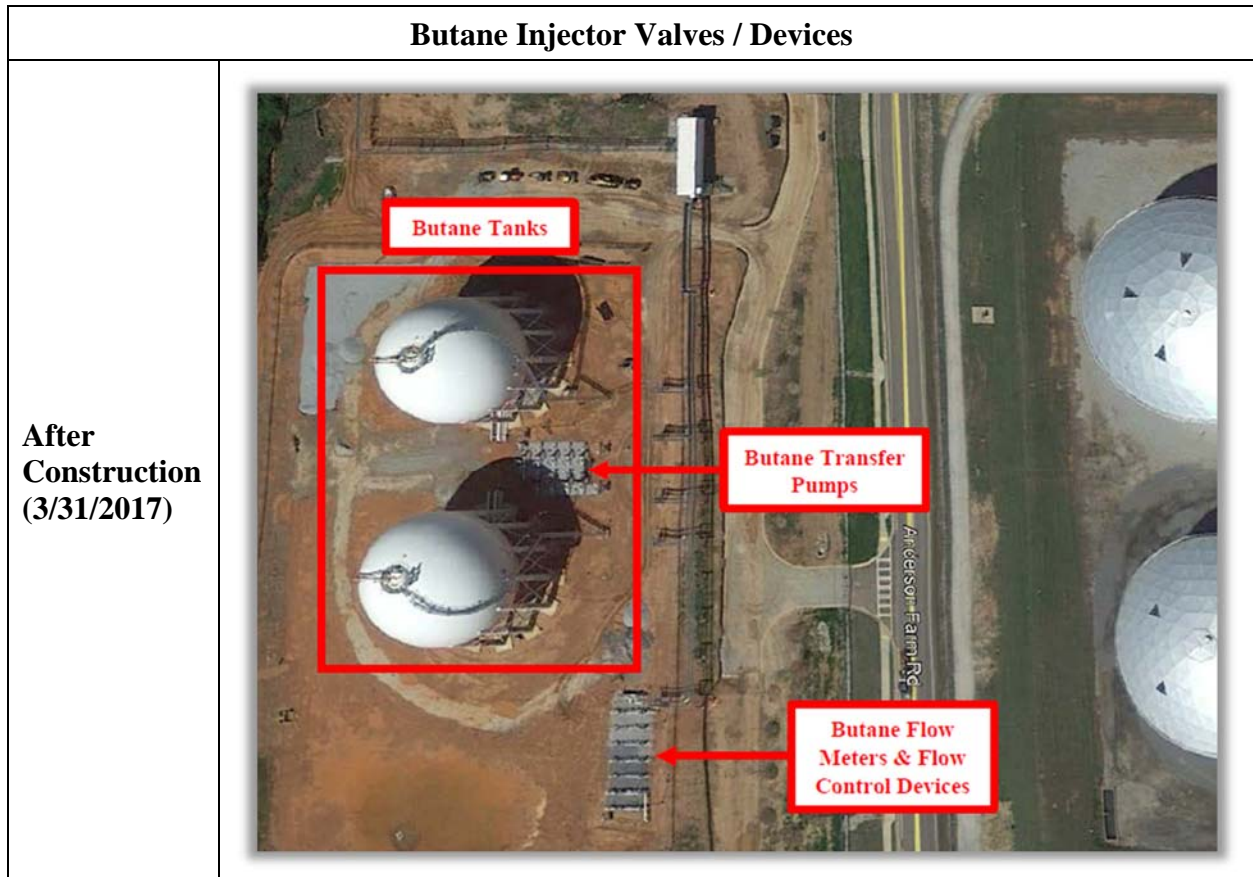 Butane Injector Valves / Devices
After
Construction
(3/31/2017)
Butane Tanks
Butane Transfer
Pumps
Anderson Farm Rd
Butane Flow
Meters & Flow
Control Devices